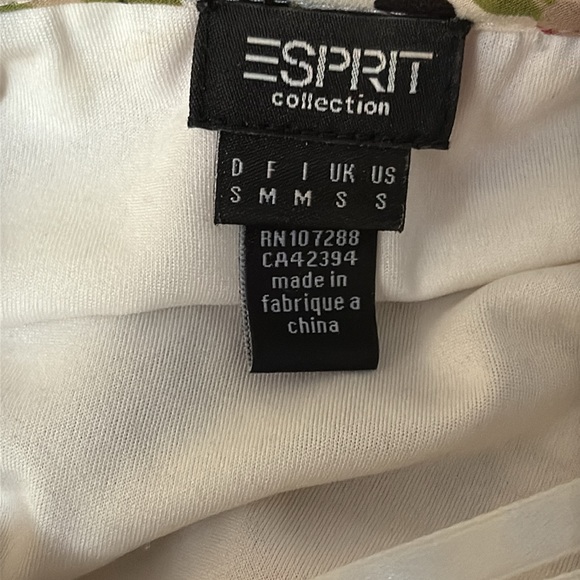 ESPRIT
collection
D F I UK US
S M M S S
RN107288
CA42394
made in
fabrique a
china